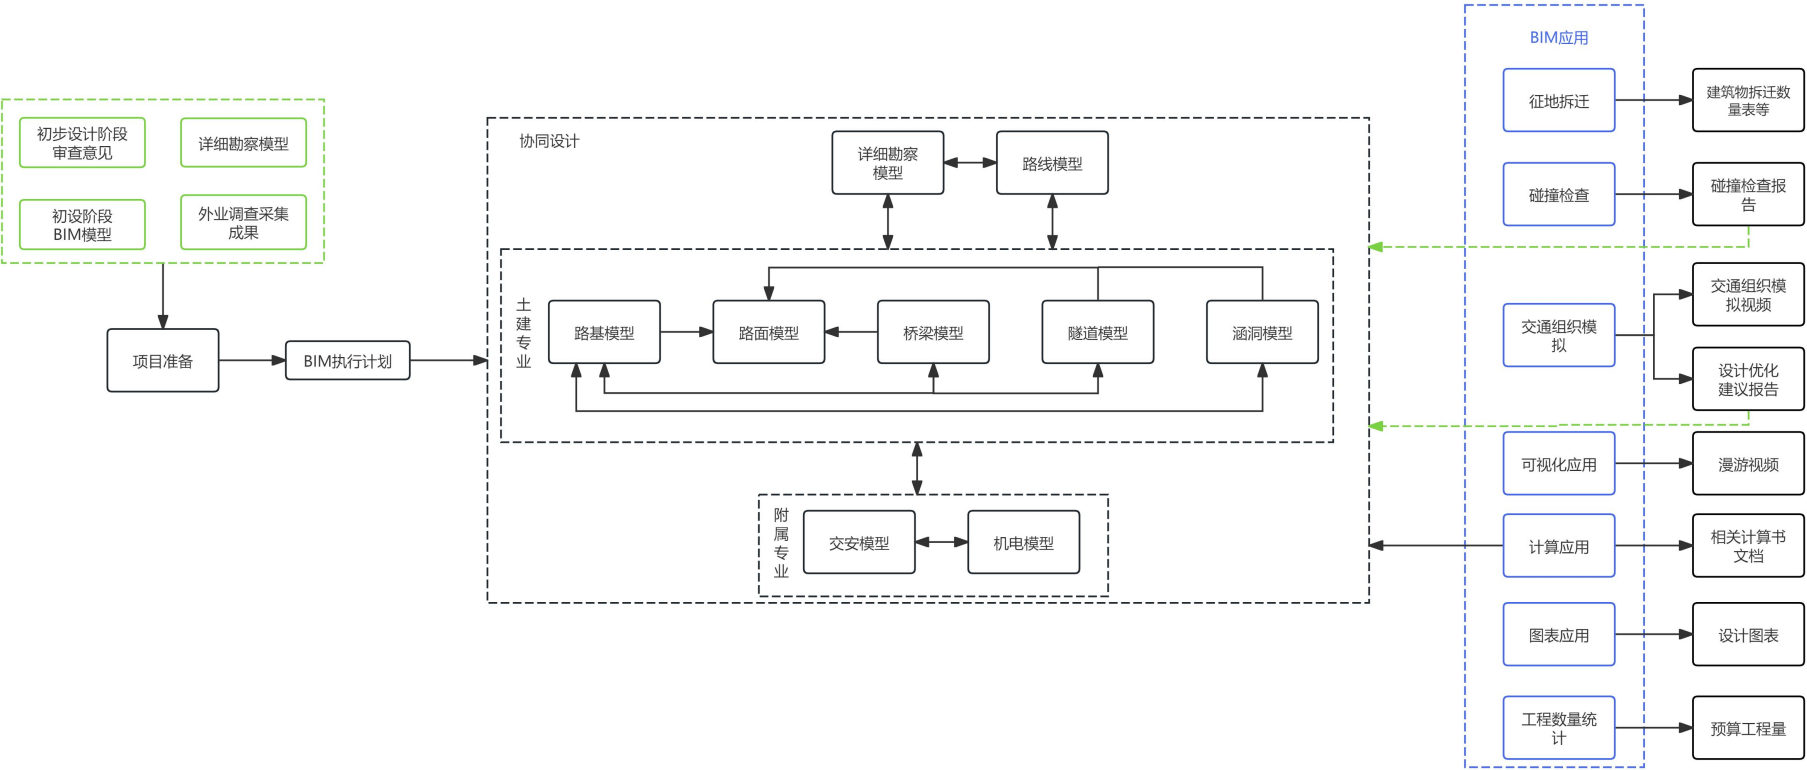 初步设计阶段
审查意见
详细勘察模型
初设阶段
BIM模型
外业调查采集
成果
项目准备
BIM执行计划
协同设计
详细勘察
模型
路线模型
土
建
专
业
路基模型
路面模型
桥梁模型
隧道模型
涵洞模型
附
属
专
业
交安模型
机电模型
BIM应用
征地拆迁
建筑物拆迁数
量表等
碰撞检查
碰撞检查报
告
交通组织模
拟
交通组织模
拟视频
设计优化
建议报告
可视化应用
漫游视频
计算应用
相关计算书
文档
图表应用
设计图表
工程数量统
计
预算工程量